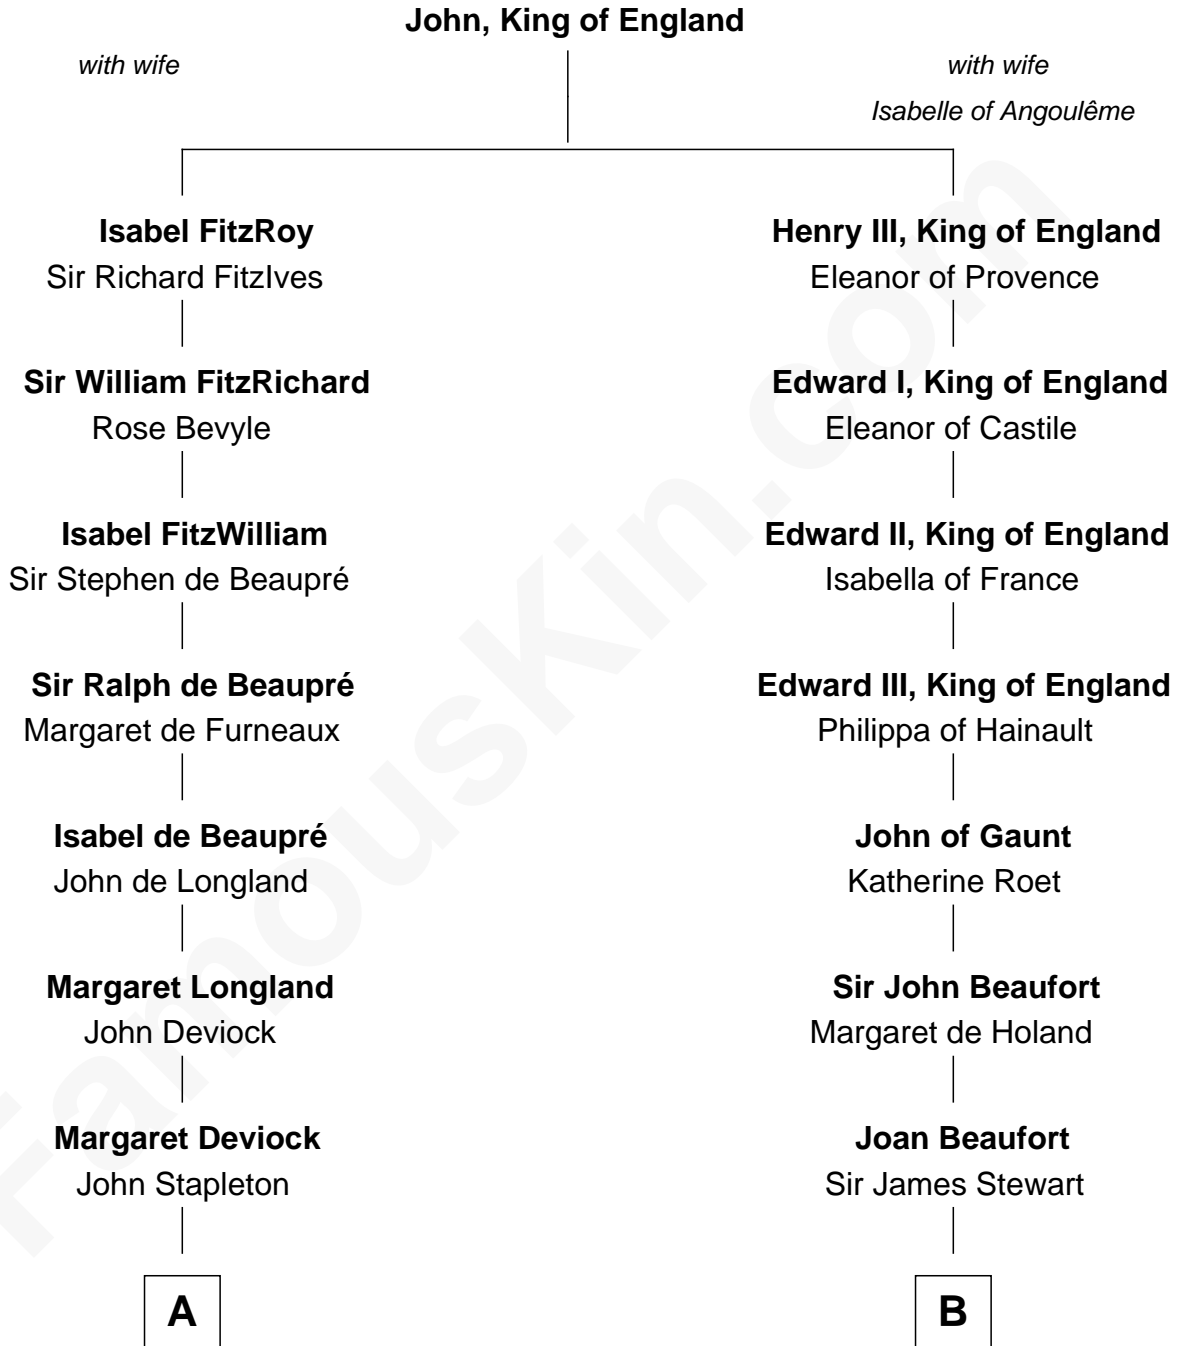 John, King of England
with wife
with wife
Isabelle of Angoulême
Isabel FitzRoy
Sir Richard FitzIves
Henry III, King of England
Eleanor of Provence
Sir William FitzRichard
Rose Bevyle
Edward I, King of England
Eleanor of Castile
Isabel FitzWilliam
Sir Stephen de Beaupré
Edward II, King of England
Isabella of France
Sir Ralph de Beaupré
Margaret de Furneaux
Edward III, King of England
Philippa of Hainault
Isabel de Beaupré
John de Longland
John of Gaunt
Katherine Roet
Margaret Longland
John Deviock
Sir John Beaufort
Margaret de Holand
Margaret Deviock
John Stapleton
Joan Beaufort
Sir James Stewart
A
B
FamousKin.com